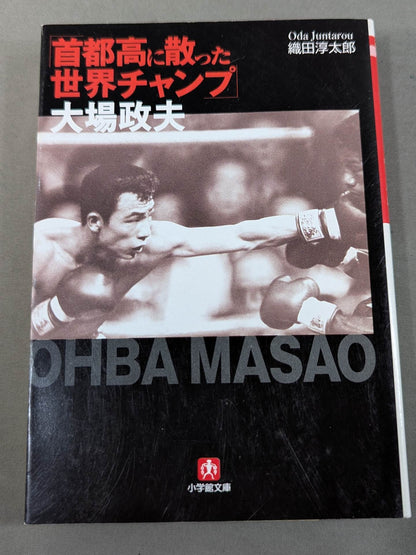 「首都高に散った
世界チャンプ」
大場政夫
Oda Juntarou
織田淳太郎
OHBA MASAO
小学館文庫